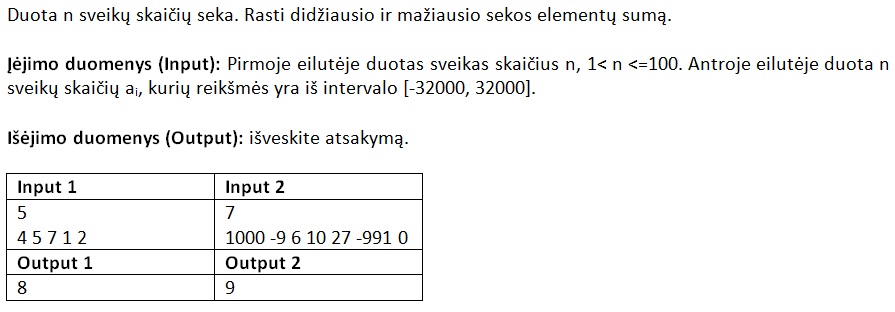 Duota n sveikų skaičių seka. Rasti didžiausio ir mažiausio sekos elementų sumą.
Įėjimo duomenys (Input): Pirmoje eilutėje duotas sveikas skaičius n, 1< n <=100. Antroje eilutėje duota n
sveikų skaičių aᵢ, kurių reikšmės yra iš intervalo [-32000, 32000].
Išėjimo duomenys (Output): išveskite atsakymą.
Input 1 Input 2
5 7
4 5 7 1 2 1000 -9 6 10 27 -991 0
Output 1 Output 2
8 9